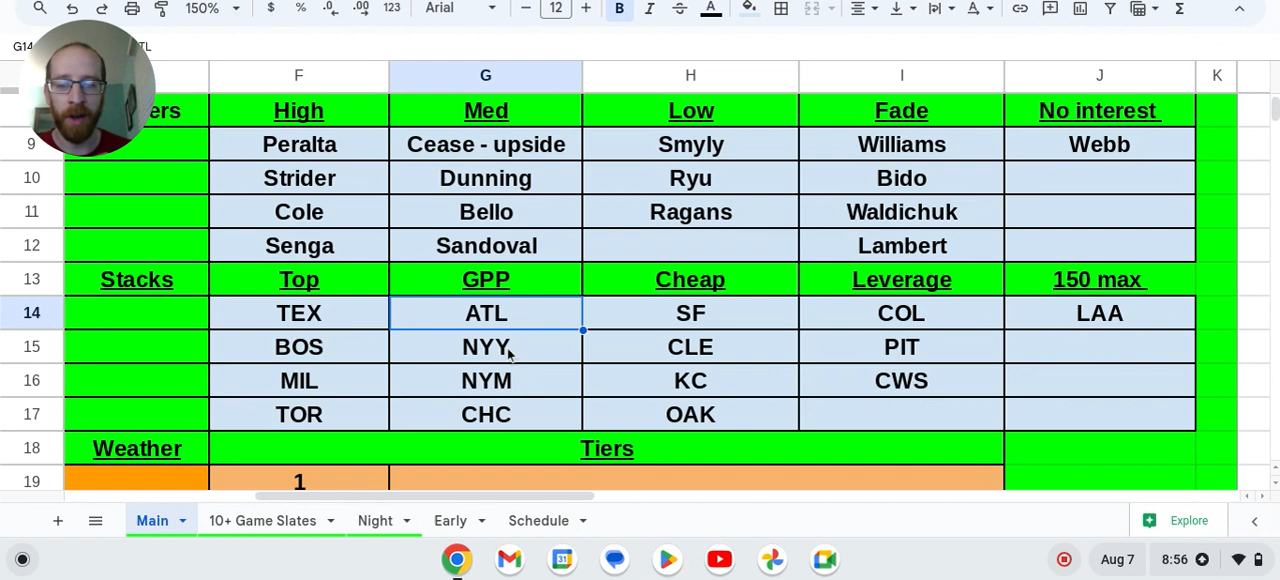 150% $ % .0 .00 123 Arial 12 B I A
TL
F G H I J K
ers High Med Low Fade No interest
9 Peralta Cease - upside Smyly Williams Webb
10 Strider Dunning Ryu Bido
11 Cole Bello Ragans Waldichuk
12 Senga Sandoval Lambert
13 Stacks Top GPP Cheap Leverage 150 max
14 TEX ATL SF COL LAA
15 BOS NYY CLE PIT
16 MIL NYM KC CWS
17 TOR CHC OAK
18 Weather Tiers
19 1
Main 10+ Game Slates Night Early Schedule Explore
31 Aug 7 8:56